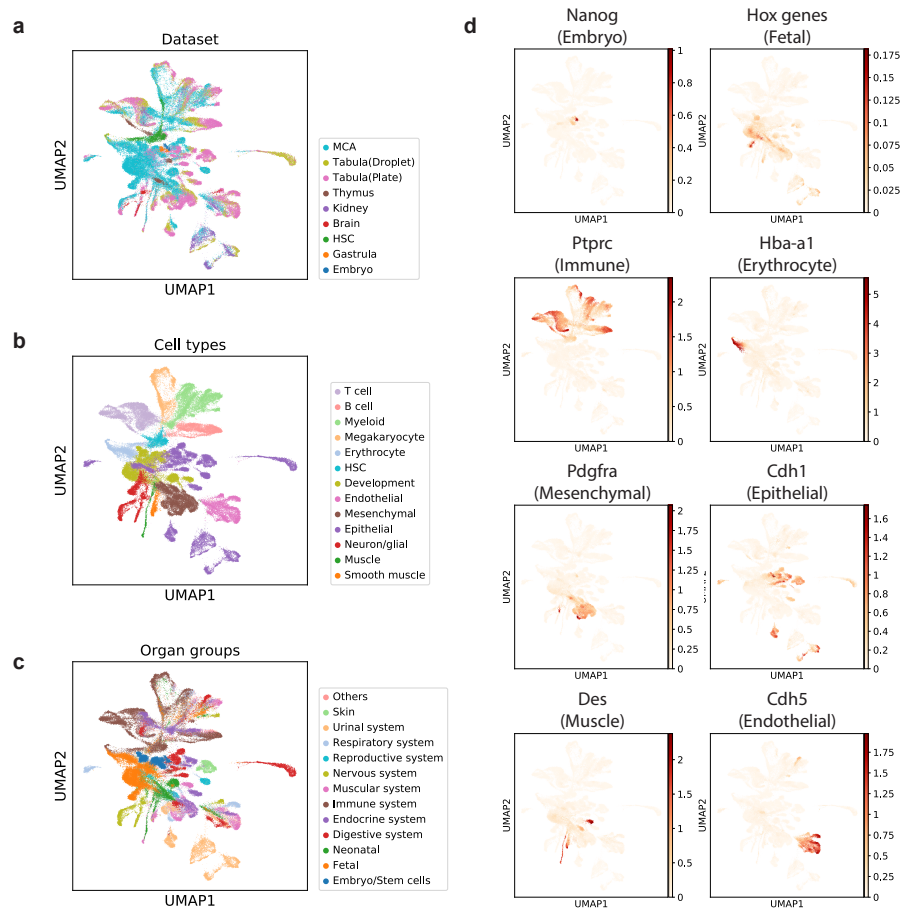 a
Dataset
UMAP2
UMAP1
MCA
Tabula(Droplet)
Tabula(Plate)
Thymus
Kidney
Brain
HSC
Gastrula
Embryo
b
Cell types
UMAP2
UMAP1
T cell
B cell
Myeloid
Megakaryocyte
Erythrocyte
HSC
Development
Endothelial
Mesenchymal
Epithelial
Neuron/glial
Muscle
Smooth muscle
c
Organ groups
UMAP2
UMAP1
Others
Skin
Urinal system
Respiratory system
Reproductive system
Nervous system
Muscular system
Immune system
Endocrine system
Digestive system
Neonatal
Fetal
Embryo/Stem cells
d
Nanog
(Embryo)
UMAP2
UMAP1
1
0.8
0.6
0.4
0.2
0
Hox genes
(Fetal)
UMAP2
UMAP1
0.175
0.15
0.125
0.1
0.075
0.05
0.025
0
Ptprc
(Immune)
UMAP2
UMAP1
2
1.5
1
0.5
0
Hba-a1
(Erythrocyte)
UMAP2
UMAP1
5
4
3
2
1
0
Pdgfra
(Mesenchymal)
UMAP2
UMAP1
2
1.75
1.5
1.25
1
0.75
0.5
0.25
0
Cdh1
(Epithelial)
UMAP1
1.6
1.4
1.2
1
0.8
0.6
0.4
0.2
0
Des
(Muscle)
UMAP2
UMAP1
2
1.5
1
0.5
0
Cdh5
(Endothelial)
UMAP2
UMAP1
1.75
1.5
1.25
1
0.75
0.5
0.25
0